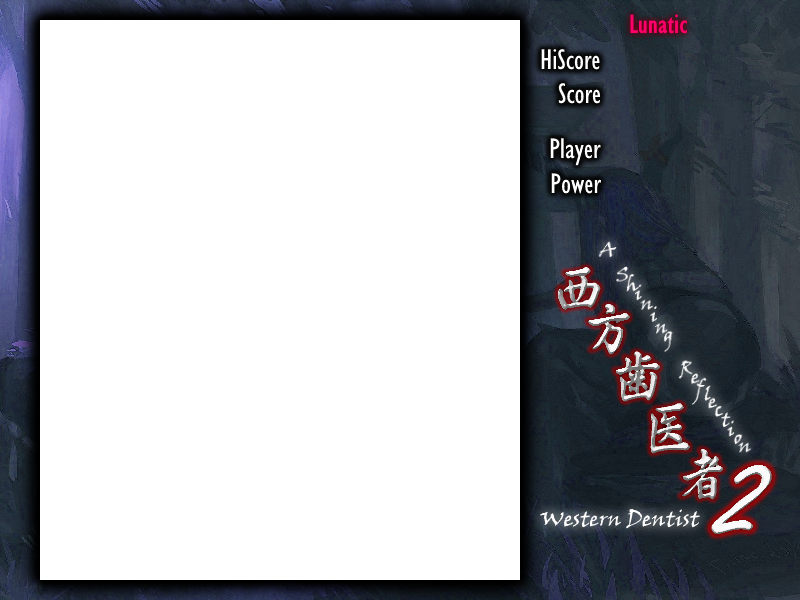 Lunatic
HiScore
Score
Player
Power
A Shining Reflection
西方歯医者2
Western Dentist